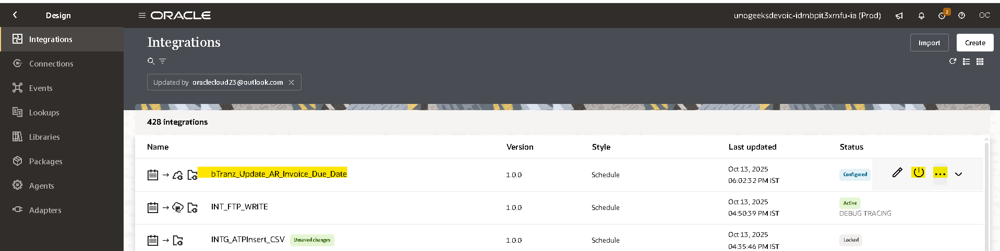 Design
ORACLE
unogeeksdevoic-idmbpit3xmfu-ia (Prod)
2
OC
Integrations
Connections
Events
Lookups
Libraries
Packages
Agents
Adapters
Integrations
Import
Create
Updated by oraclecloud23@outlook.com
428 integrations
Name Version Style Last updated Status
bTranz_Update_AR_Invoice_Due_Date 1.0.0 Schedule Oct 13, 2025 Configured
06:02:32 PM IST
INT_FTP_WRITE 1.0.0 Schedule Oct 13, 2025 Active
04:50:39 PM IST DEBUG TRACING
INTG_ATPInsert_CSV Unsaved changes 1.0.0 Schedule Oct 13, 2025 Locked
04:35:46 PM IST